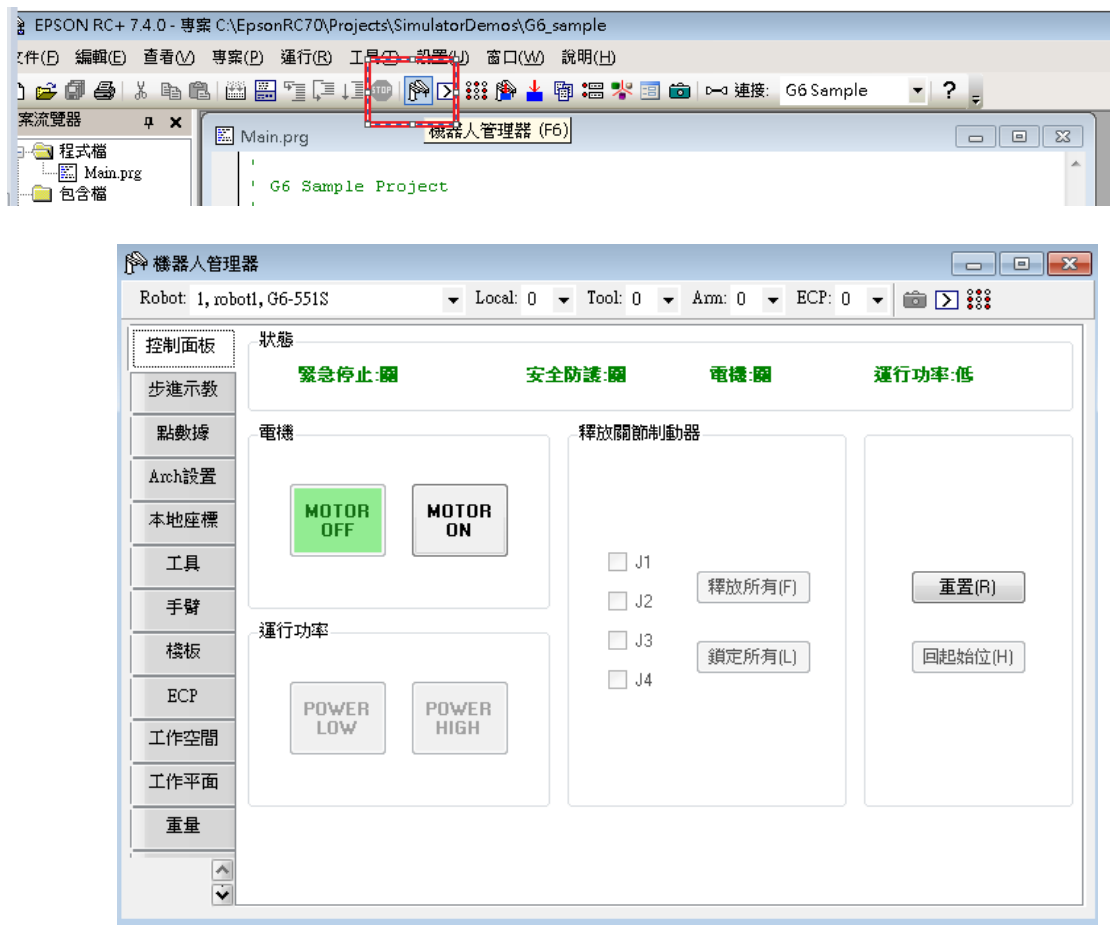 EPSON RC+ 7.4.0 - 專案 C:\EpsonRC70\Projects\SimulatorDemos\G6_sample
文件(F) 編輯(E) 查看(V) 專案(P) 運行(R) 工具(T) 設置(U) 窗口(W) 說明(H)
STOP 連接: G6 Sample ?
案流覽器
Main.prg
機器人管理器 (F6)
程式檔
Main.prg
包含檔
'
' G6 Sample Project
'
機器人管理器
Robot: 1, robot1, G6-551S Local: 0 Tool: 0 Arm: 0 ECP: 0
控制面板
步進示教
點數據
Arch設置
本地座標
工具
手臂
棧板
ECP
工作空間
工作平面
重量
狀態
緊急停止:關 安全防護:關 電機:關 運行功率:低
電機
MOTOR OFF
MOTOR ON
運行功率
POWER LOW
POWER HIGH
釋放關節制動器
J1
J2
J3
J4
釋放所有(F)
鎖定所有(L)
重置(R)
回起始位(H)